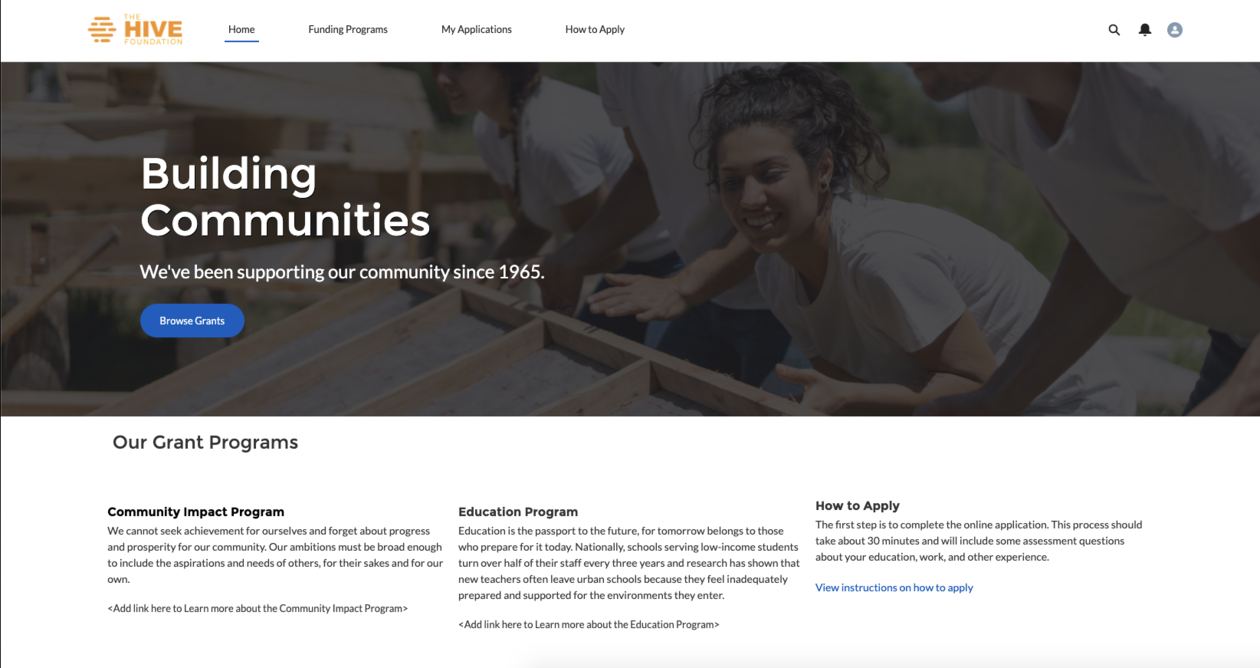 THE
HIVE
FOUNDATION
Home
Funding Programs
My Applications
How to Apply
Building
Communities
We've been supporting our community since 1965.
Browse Grants
Our Grant Programs
Community Impact Program
We cannot seek achievement for ourselves and forget about progress
and prosperity for our community. Our ambitions must be broad enough
to include the aspirations and needs of others, for their sakes and for our
own.
<Add link here to Learn more about the Community Impact Program>
Education Program
Education is the passport to the future, for tomorrow belongs to those
who prepare for it today. Nationally, schools serving low-income students
turn over half of their staff every three years and research has shown that
new teachers often leave urban schools because they feel inadequately
prepared and supported for the environments they enter.
<Add link here to Learn more about the Education Program>
How to Apply
The first step is to complete the online application. This process should
take about 30 minutes and will include some assessment questions
about your education, work, and other experience.
View instructions on how to apply